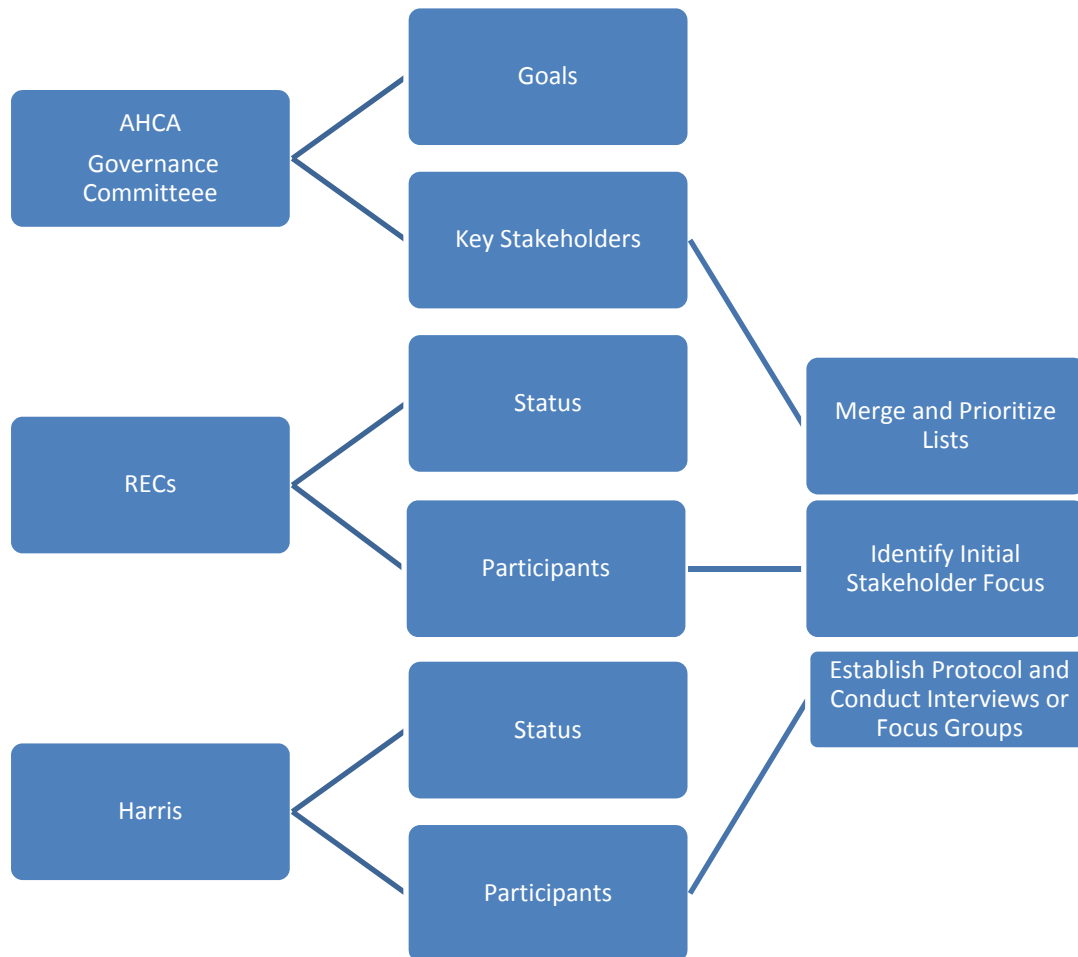 Goals
AHCA
Governance
Committeee
Key Stakeholders
Status
Merge and Prioritize
Lists
RECs
Participants
Identify Initial
Stakeholder Focus
Status
Establish Protocol and
Conduct Interviews or
Focus Groups
Harris
Participants